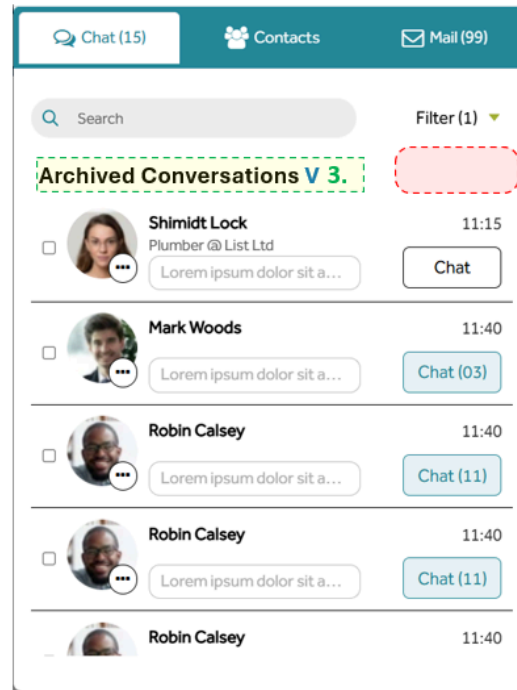 Chat (15)
Contacts
Mail (99)
Search
Filter (1)
Archived Conversations V 3.
Shimidt Lock
11:15
Plumber @ List Ltd
Lorem ipsum dolor sit a...
Chat
Mark Woods
11:40
Lorem ipsum dolor sit a...
Chat (03)
Robin Calsey
11:40
Lorem ipsum dolor sit a...
Chat (11)
Robin Calsey
11:40
Lorem ipsum dolor sit a...
Chat (11)
Robin Calsey
11:40